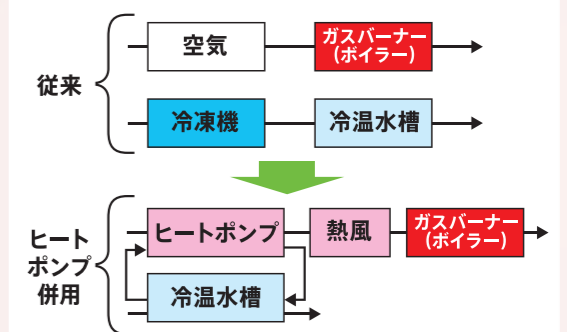 従来
空気
ガスバーナー
(ボイラー)
冷凍機
冷温水槽
ヒート
ポンプ
併用
ヒートポンプ
熱風
ガスバーナー
(ボイラー)
冷温水槽